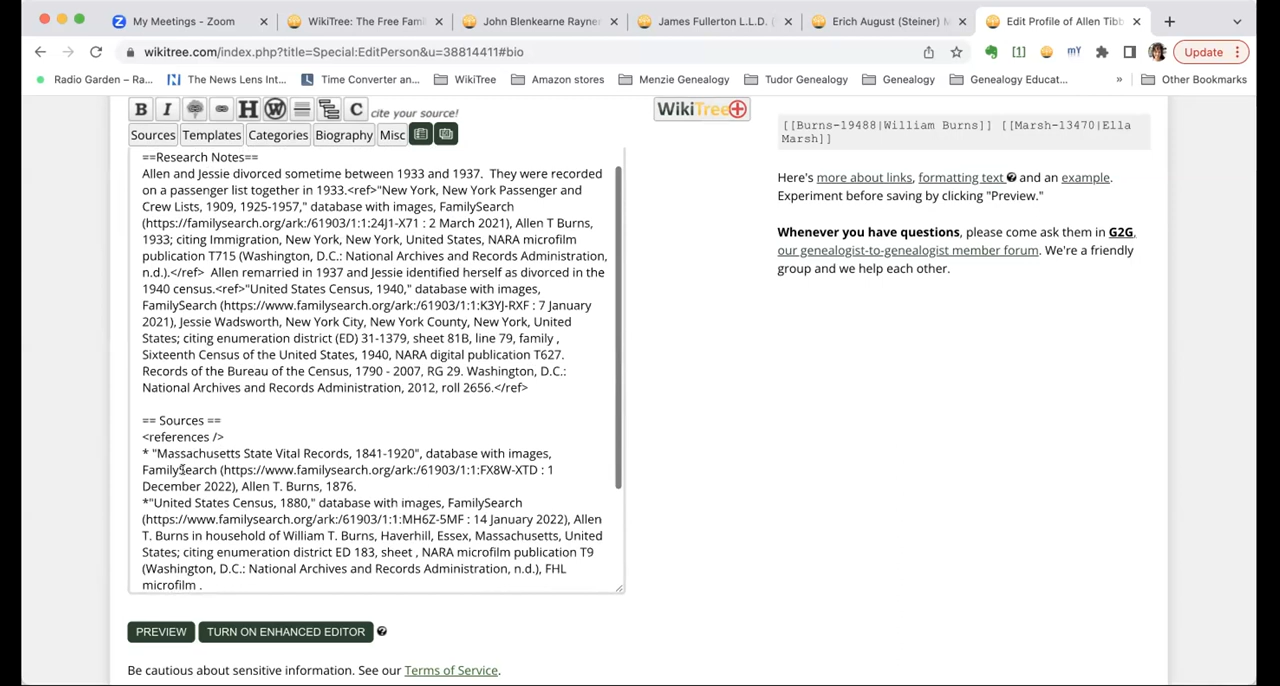 My Meetings - Zoom
WikiTree: The Free Fami
John Blenkearne Rayner
James Fullerton L.L.D. (
Erich August (Steiner) M
Edit Profile of Allen Tibb
wikitree.com/index.php?title=Special:EditPerson&u=38814411#bio
Update
Radio Garden – Ra...
The News Lens Int...
Time Converter an...
WikiTree
Amazon stores
Menzie Genealogy
Tudor Genealogy
Genealogy
Genealogy Educat...
»
Other Bookmarks
B I H W C cite your source!
WikiTree
Sources Templates Categories Biography Misc
==Research Notes==
Allen and Jessie divorced sometime between 1933 and 1937. They were recorded
on a passenger list together in 1933.<ref>"New York, New York Passenger and
Crew Lists, 1909, 1925-1957," database with images, FamilySearch
(https://familysearch.org/ark:/61903/1:1:24J1-X71 : 2 March 2021), Allen T Burns,
1933; citing Immigration, New York, New York, United States, NARA microfilm
publication T715 (Washington, D.C.: National Archives and Records Administration,
n.d.).</ref> Allen remarried in 1937 and Jessie identified herself as divorced in the
1940 census.<ref>"United States Census, 1940," database with images,
FamilySearch (https://www.familysearch.org/ark:/61903/1:1:K3YJ-RXF : 7 January
2021), Jessie Wadsworth, New York City, New York County, New York, United
States; citing enumeration district (ED) 31-1379, sheet 81B, line 79, family ,
Sixteenth Census of the United States, 1940, NARA digital publication T627.
Records of the Bureau of the Census, 1790 - 2007, RG 29. Washington, D.C.:
National Archives and Records Administration, 2012, roll 2656.</ref>
== Sources ==
<references />
* "Massachusetts State Vital Records, 1841-1920", database with images,
FamilySearch (https://www.familysearch.org/ark:/61903/1:1:FX8W-XTD : 1
December 2022), Allen T. Burns, 1876.
*"United States Census, 1880," database with images, FamilySearch
(https://www.familysearch.org/ark:/61903/1:1:MH6Z-5MF : 14 January 2022), Allen
T. Burns in household of William T. Burns, Haverhill, Essex, Massachusetts, United
States; citing enumeration district ED 183, sheet , NARA microfilm publication T9
(Washington, D.C.: National Archives and Records Administration, n.d.), FHL
microfilm .
[[Burns-19488|William Burns]] [[Marsh-13470|Ella
Marsh]]
Here's more about links, formatting text and an example.
Experiment before saving by clicking "Preview."
Whenever you have questions, please come ask them in G2G,
our genealogist-to-genealogist member forum. We're a friendly
group and we help each other.
PREVIEW
TURN ON ENHANCED EDITOR
Be cautious about sensitive information. See our Terms of Service.